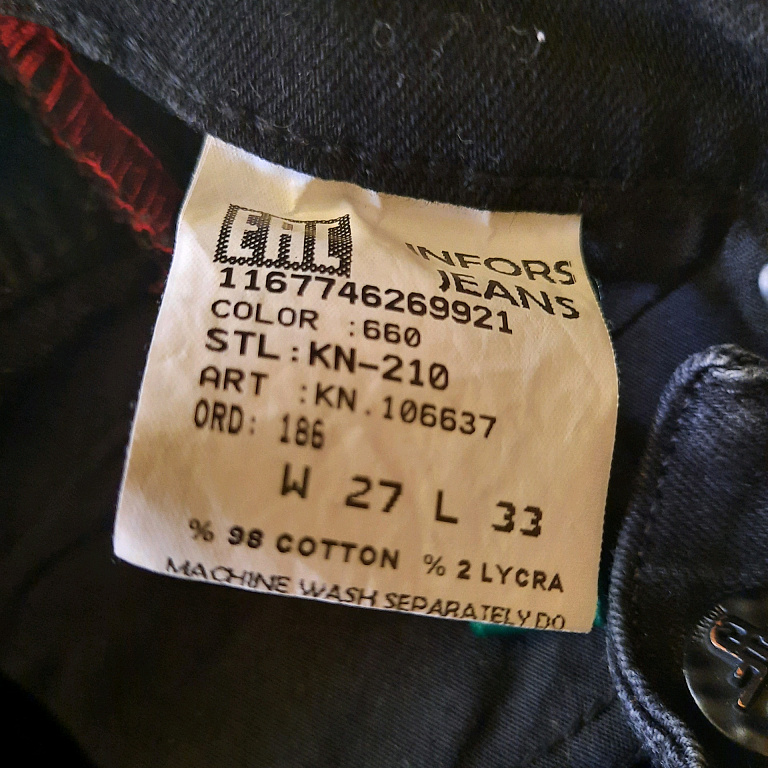 EAC
INFORS
JEANS
1167746269921
COLOR :660
STL:KN-210
ART :KN.106637
ORD: 186
W 27 L 33
% 98 COTTON % 2 LYCRA
MACHINE WASH SEPARATELY DO